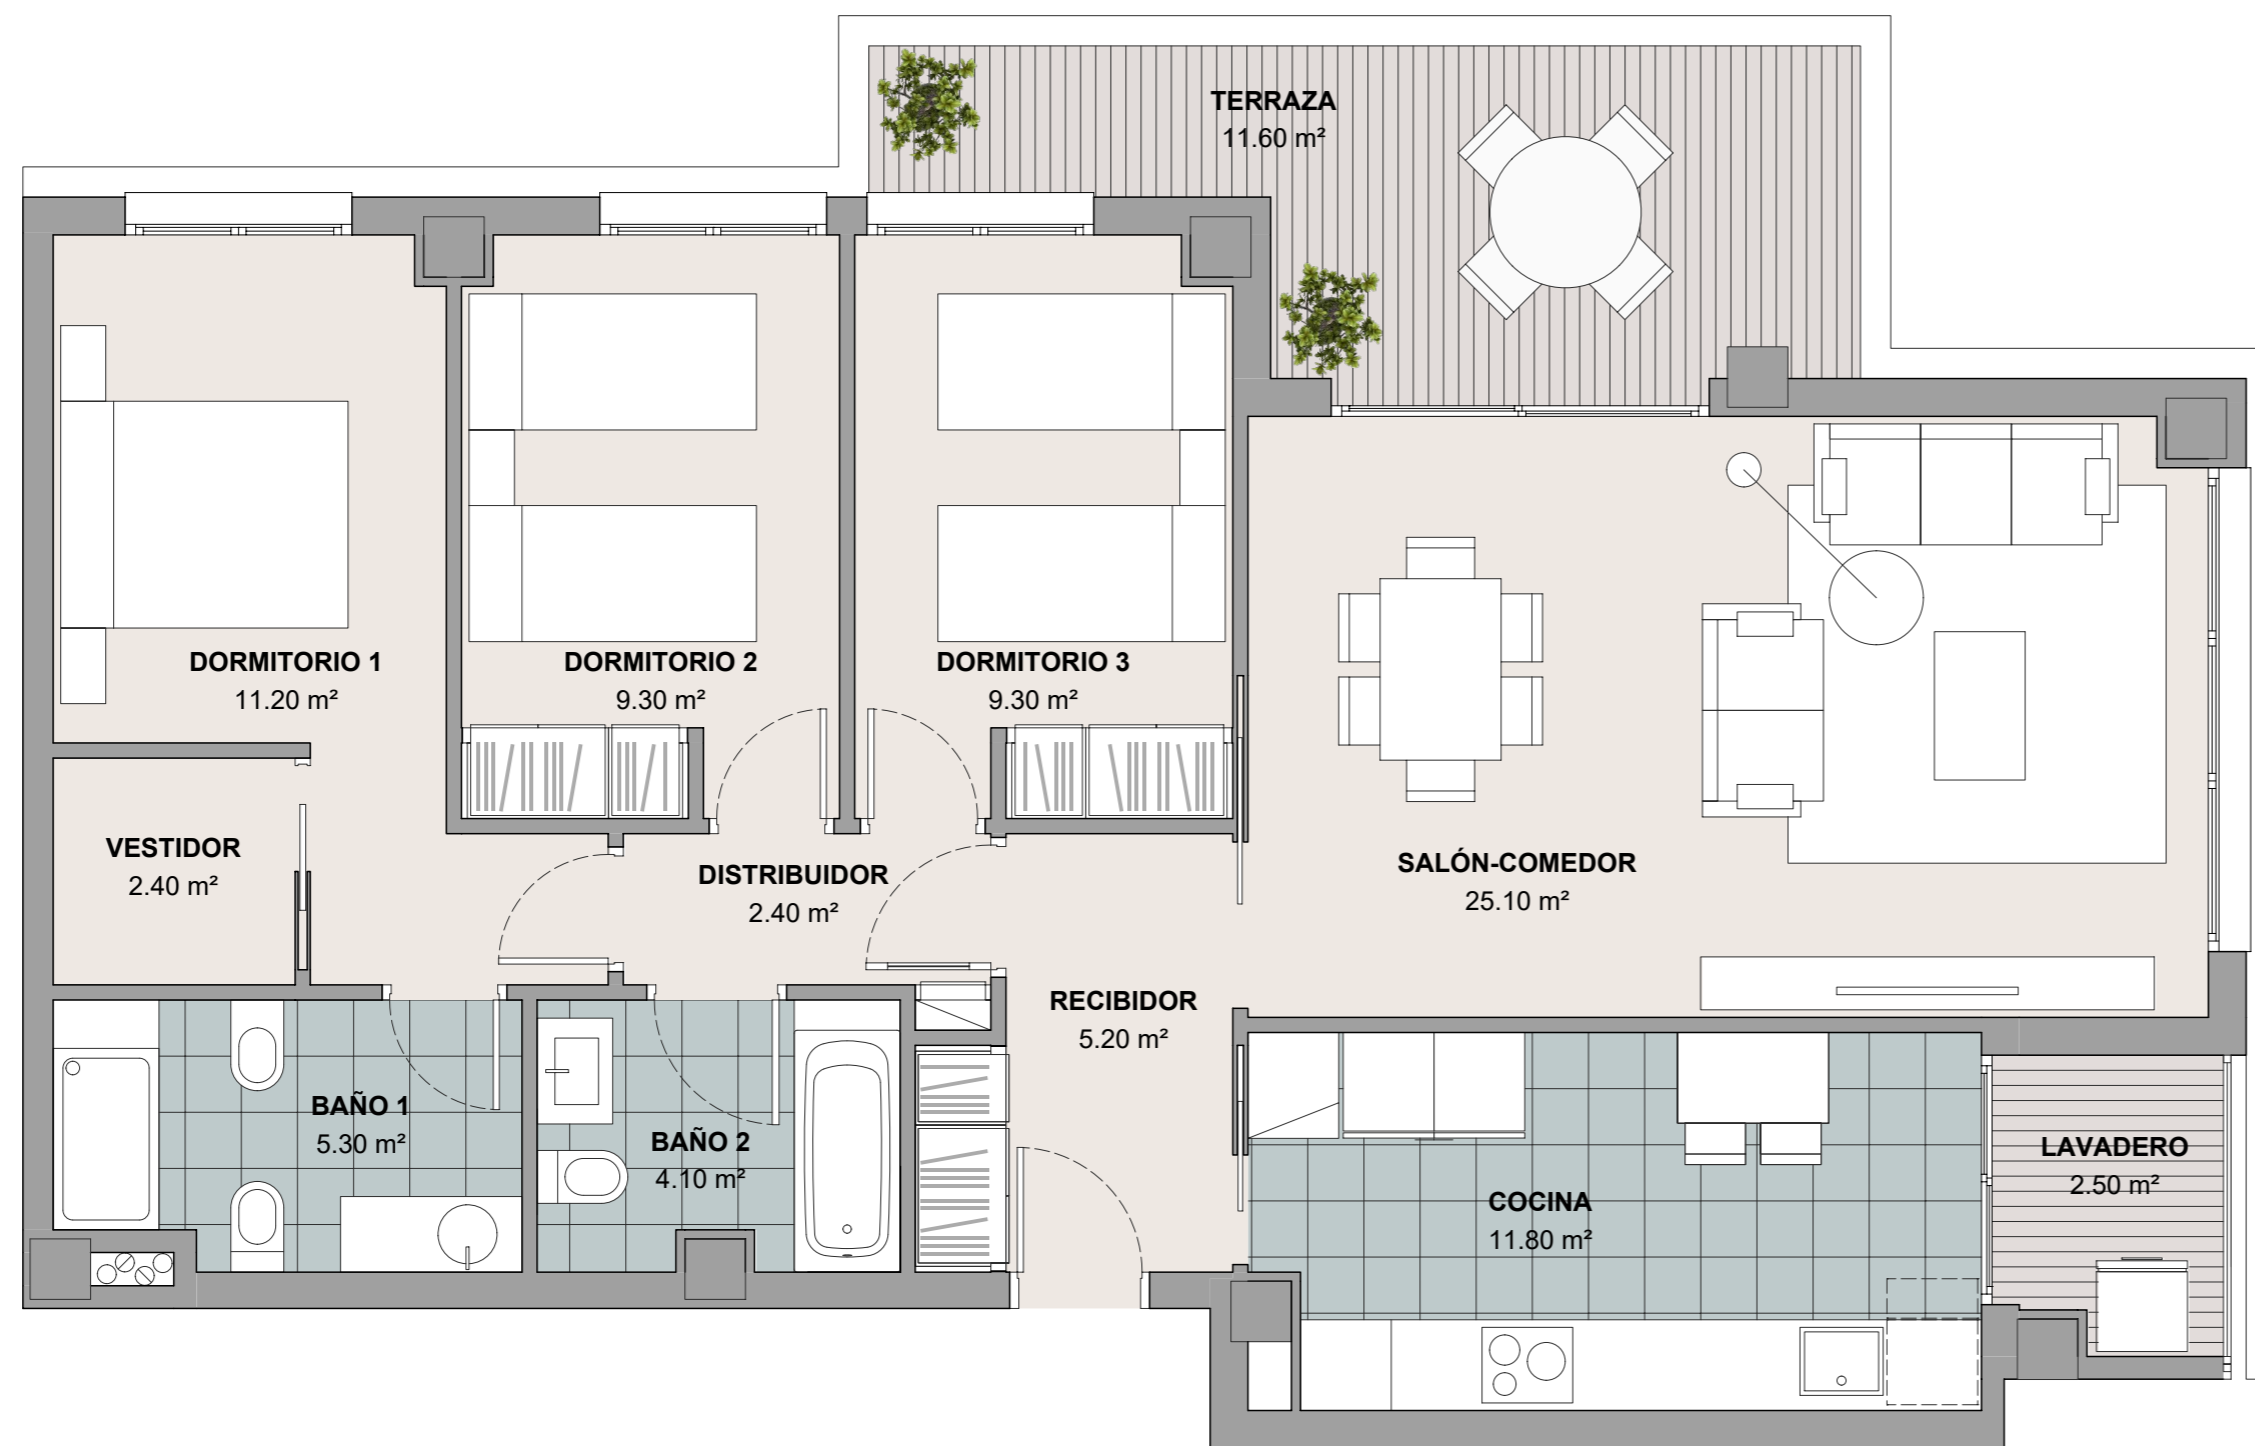 TERRAZA
11.60 m²
DORMITORIO 1
11.20 m²
DORMITORIO 2
9.30 m²
DORMITORIO 3
9.30 m²
VESTIDOR
2.40 m²
DISTRIBUIDOR
2.40 m²
SALÓN-COMEDOR
25.10 m²
RECIBIDOR
5.20 m²
BAÑO 1
5.30 m²
BAÑO 2
4.10 m²
COCINA
11.80 m²
LAVADERO
2.50 m²